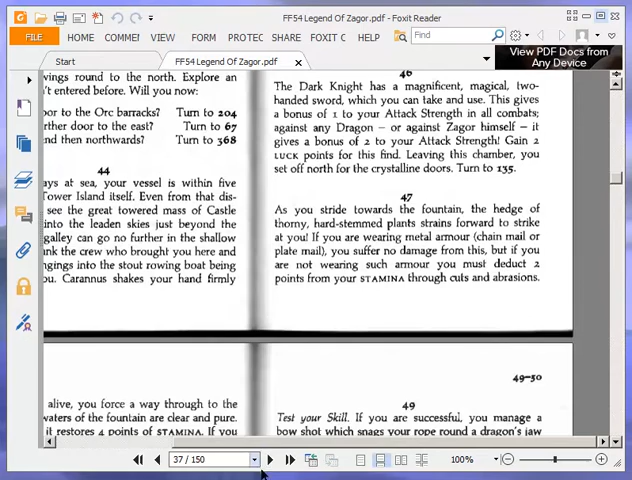 FF54 Legend Of Zagor.pdf - Foxit Reader
FILE HOME COMMEI VIEW FORM PROTEC SHARE FOXIT C HELP Find
Start FF54 Legend Of Zagor.pdf
View PDF Docs from
Any Device
wings round to the north. Explore an
't entered before. Will you now:
oor to the Orc barracks? Turn to 204
rther door to the east? Turn to 67
nd then northwards? Turn to 368
44
ays at sea, your vessel is within five
Tower Island itself. Even from that dis-
see the great towered mass of Castle
into the leaden skies just beyond the
galley can go no further in the shallow
nk the crew who brought you here and
ngings into the stout rowing boat being
ou. Carannus shakes your hand firmly
46
The Dark Knight has a magnificent, magical, two-
handed sword, which you can take and use. This gives
a bonus of 1 to your Attack Strength in all combats;
against any Dragon – or against Zagor himself – it
gives a bonus of 2 to your Attack Strength! Gain 2
LUCK points for this find. Leaving this chamber, you
set off north for the crystalline doors. Turn to 135.
47
As you stride towards the fountain, the hedge of
thorny, hard-stemmed plants strains forward to strike
at you! If you are wearing metal armour (chain mail or
plate mail), you suffer no damage from this, but if you
are not wearing such armour you must deduct 2
points from your STAMINA through cuts and abrasions.
alive, you force a way through to the
waters of the fountain are clear and pure.
it restores 4 points of STAMINA. If you
49–50
49
Test your Skill. If you are successful, you manage a
bow shot which snags your rope round a dragon's jaw
37 / 150 100%